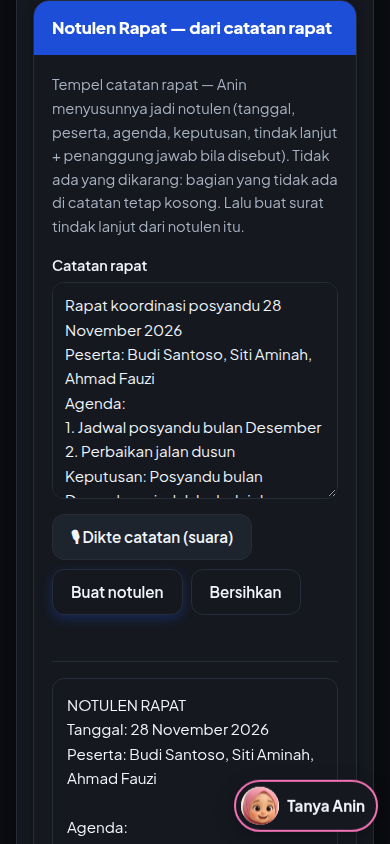 Notulen Rapat — dari catatan rapat
Tempel catatan rapat — Anin
menyusunnya jadi notulen (tanggal,
peserta, agenda, keputusan, tindak lanjut
+ penanggung jawab bila disebut). Tidak
ada yang dikarang: bagian yang tidak ada
di catatan tetap kosong. Lalu buat surat
tindak lanjut dari notulen itu.
Catatan rapat
Rapat koordinasi posyandu 28
November 2026
Peserta: Budi Santoso, Siti Aminah,
Ahmad Fauzi
Agenda:
1. Jadwal posyandu bulan Desember
2. Perbaikan jalan dusun
Keputusan: Posyandu bulan
Dikte catatan (suara)
Buat notulen
Bersihkan
NOTULEN RAPAT
Tanggal: 28 November 2026
Peserta: Budi Santoso, Siti Aminah,
Ahmad Fauzi
Agenda:
Tanya Anin